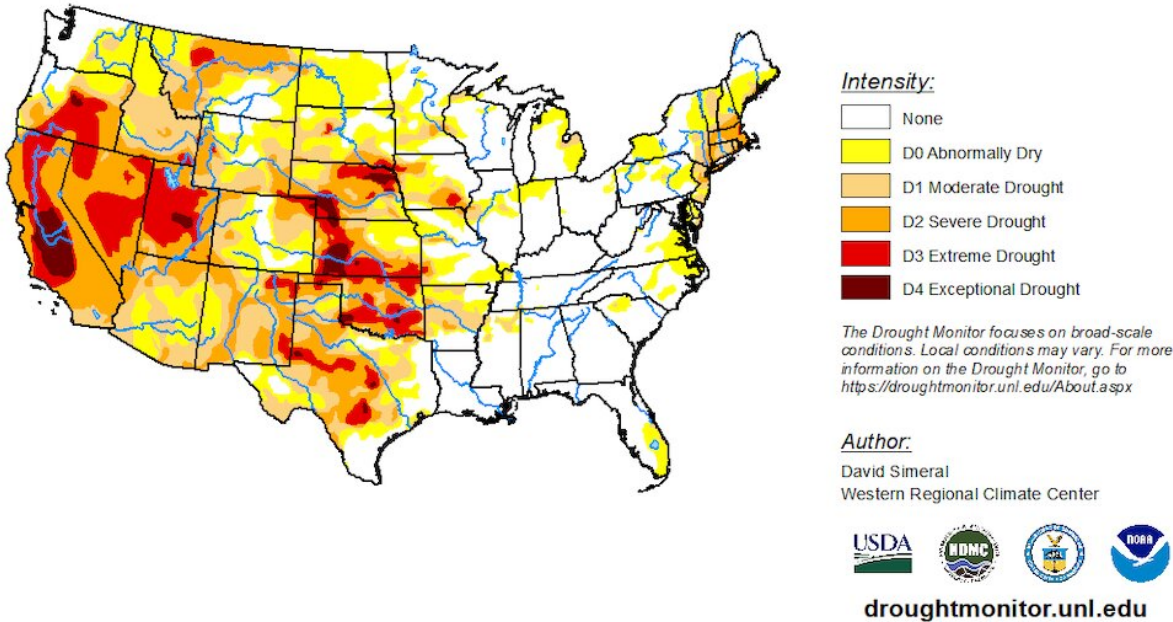 Intensity:
None
D0 Abnormally Dry
D1 Moderate Drought
D2 Severe Drought
D3 Extreme Drought
D4 Exceptional Drought
The Drought Monitor focuses on broad-scale
conditions. Local conditions may vary. For more
information on the Drought Monitor, go to
https://droughtmonitor.unl.edu/About.aspx
Author:
David Simeral
Western Regional Climate Center
USDA
NDMC
NOAA
droughtmonitor.unl.edu